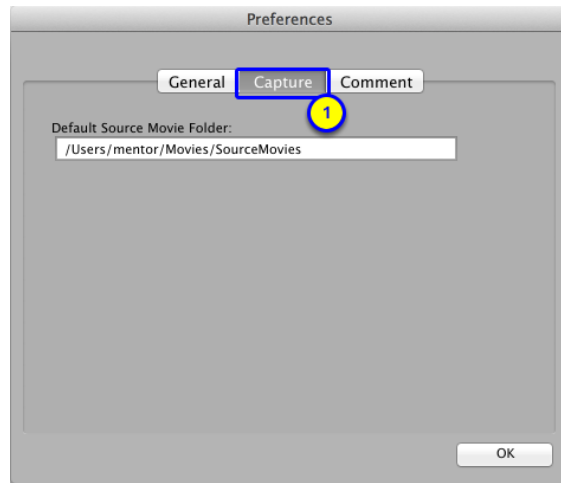 Preferences
General Capture Comment
1
Default Source Movie Folder:
/Users/mentor/Movies/SourceMovies
OK